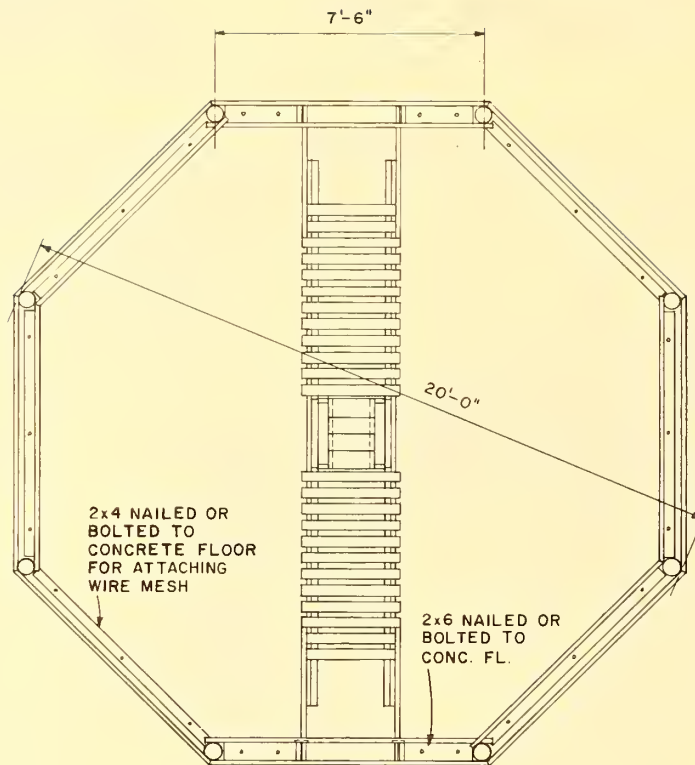 7'-6"
20'-0"
2x4 NAILED OR
BOLTED TO
CONCRETE FLOOR
FOR ATTACHING
WIRE MESH
2x6 NAILED OR
BOLTED TO
CONC. FL.